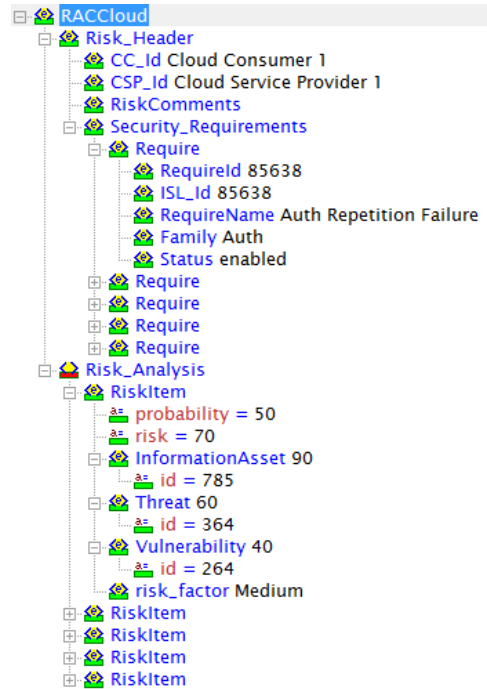 RACCloud
Risk_Header
CC_Id Cloud Consumer 1
CSP_Id Cloud Service Provider 1
RiskComments
Security_Requirements
Require
RequireId 85638
ISL_Id 85638
RequireName Auth Repetition Failure
Family Auth
Status enabled
Require
Require
Require
Require
Risk_Analysis
RiskItem
probability = 50
risk = 70
InformationAsset 90
id = 785
Threat 60
id = 364
Vulnerability 40
id = 264
risk_factor Medium
RiskItem
RiskItem
RiskItem
RiskItem